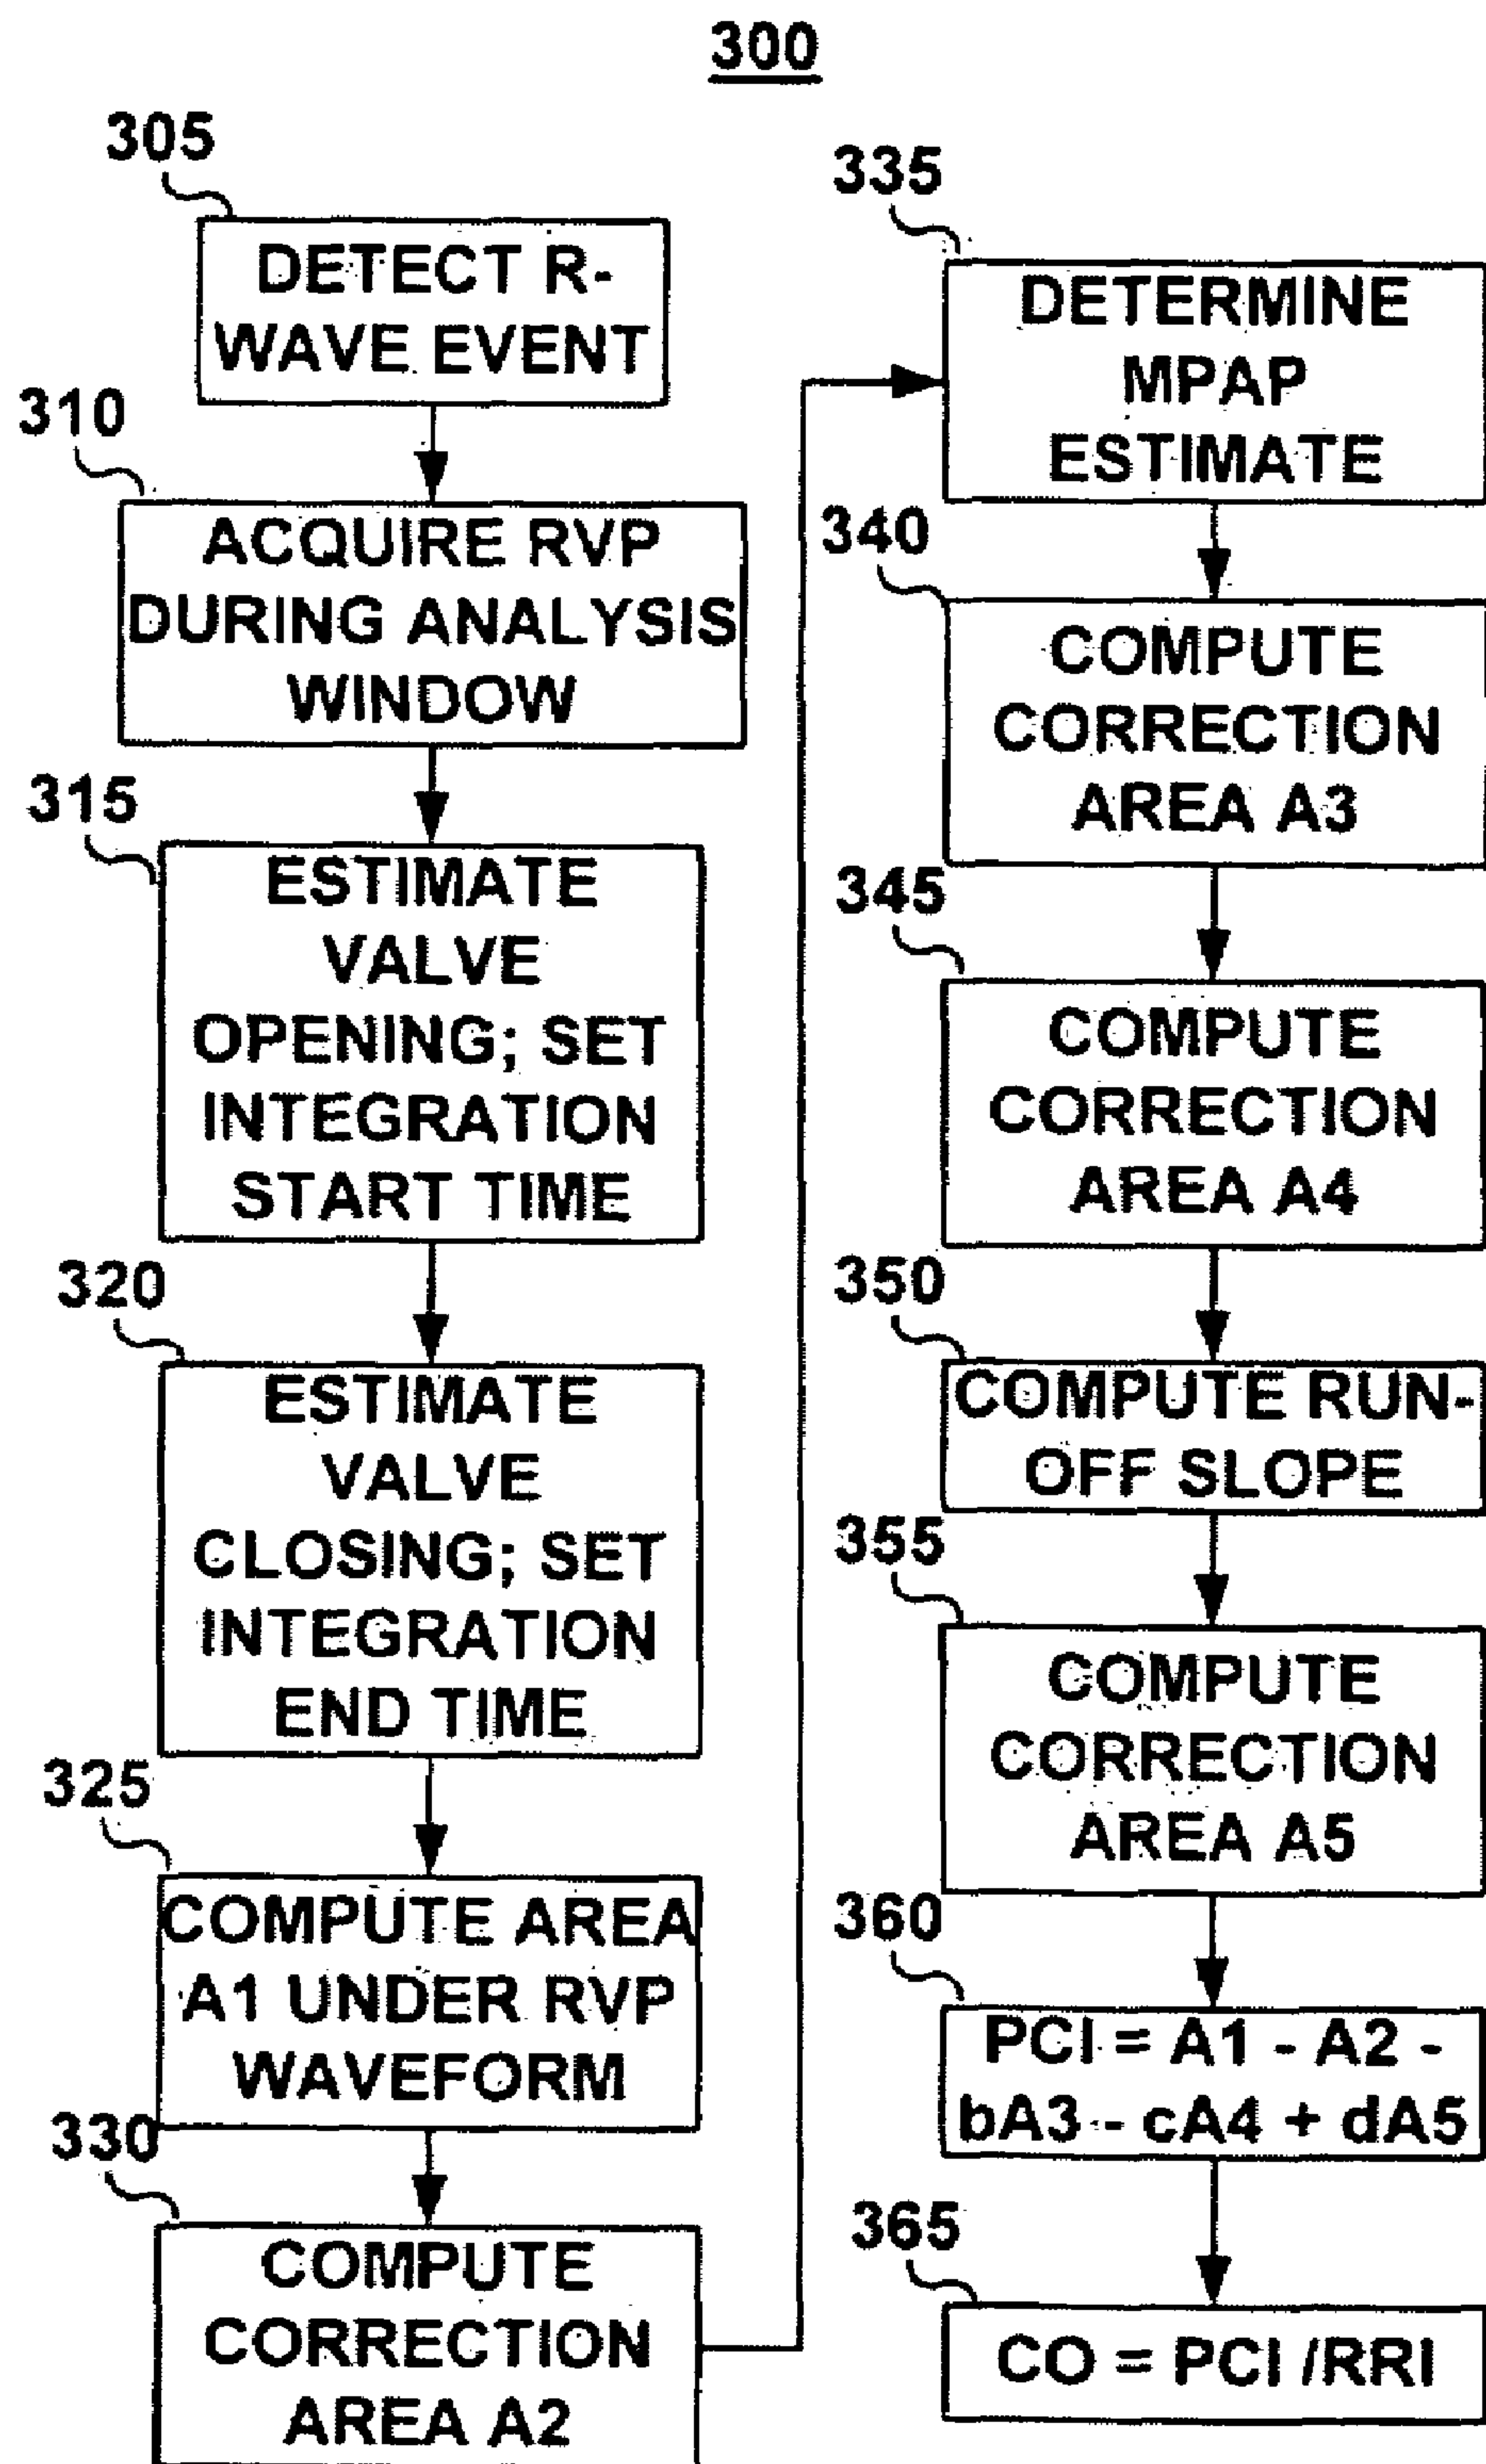 300
305
DETECT R-
WAVE EVENT
310
ACQUIRE RVP
DURING ANALYSIS
WINDOW
315
ESTIMATE
VALVE
OPENING; SET
INTEGRATION
START TIME
320
ESTIMATE
VALVE
CLOSING; SET
INTEGRATION
END TIME
325
COMPUTE AREA
A1 UNDER RVP
WAVEFORM
330
COMPUTE
CORRECTION
AREA A2
335
DETERMINE
MPAP
ESTIMATE
340
COMPUTE
CORRECTION
AREA A3
345
COMPUTE
CORRECTION
AREA A4
350
COMPUTE RUN-
OFF SLOPE
355
COMPUTE
CORRECTION
AREA A5
360
PCI = A1 - A2 -
bA3 - cA4 + dA5
365
CO = PCI /RRI